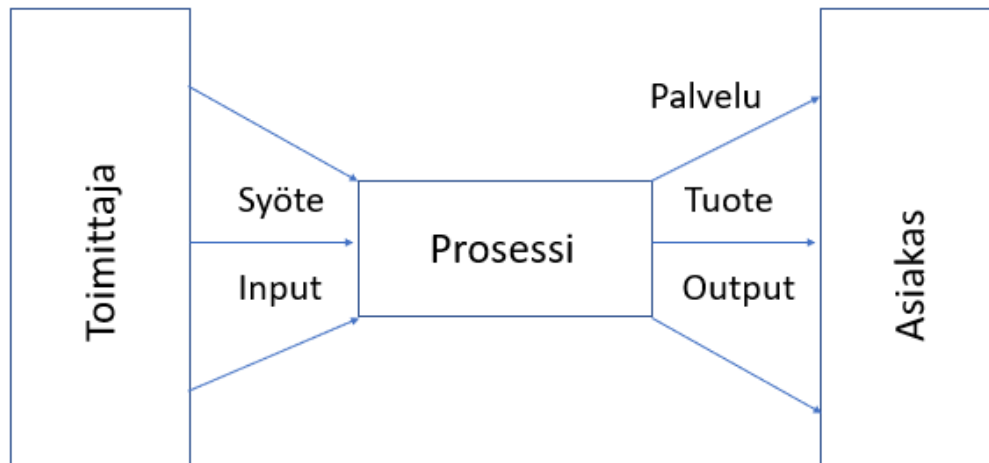 Toimittaja
Syöte
Input
Prosessi
Palvelu
Tuote
Output
Asiakas